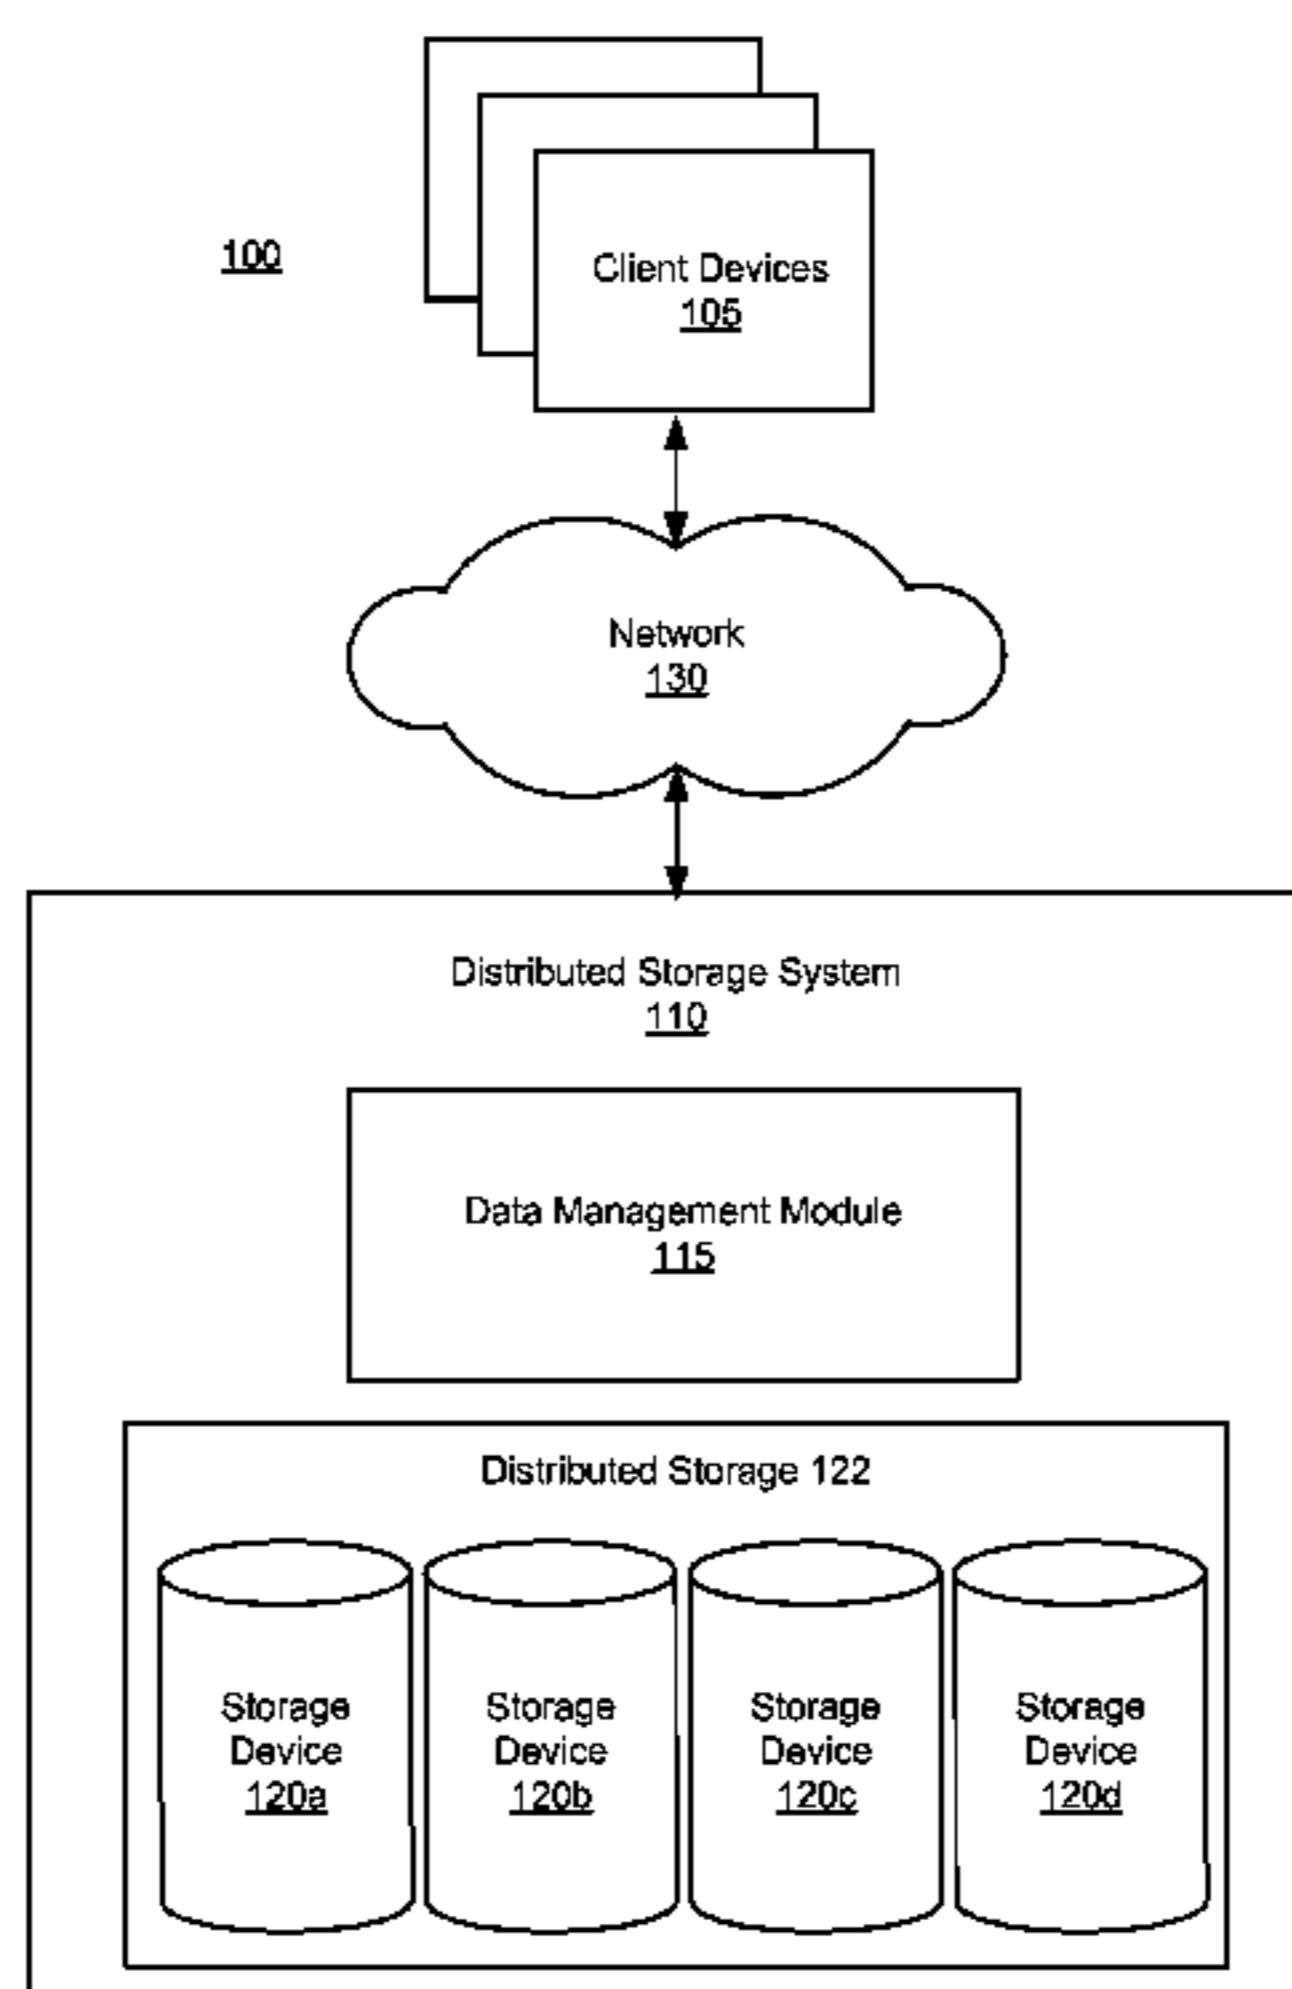 100
Client Devices
105
Network
130
Distributed Storage System
110
Data Management Module
115
Distributed Storage 122
Storage
Device
120a
Storage
Device
120b
Storage
Device
120c
Storage
Device
120d